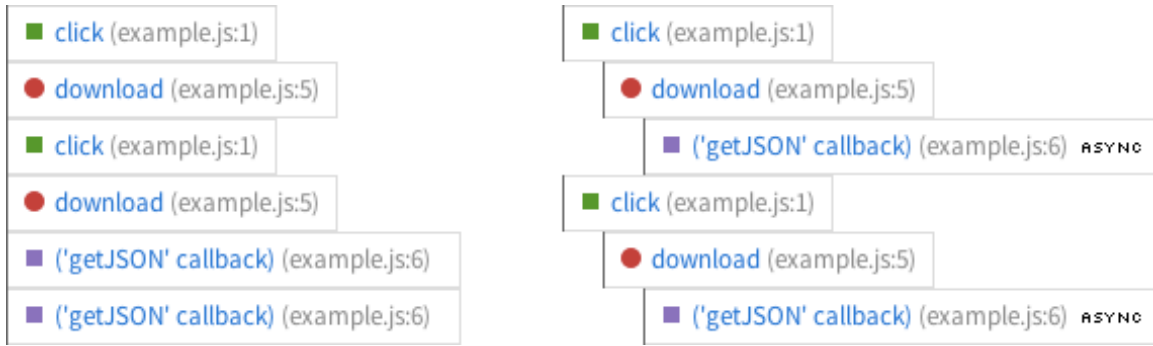 click (example.js:1)
download (example.js:5)
click (example.js:1)
download (example.js:5)
('getJSON' callback) (example.js:6)
('getJSON' callback) (example.js:6)
click (example.js:1)
download (example.js:5)
('getJSON' callback) (example.js:6) ASYNC
click (example.js:1)
download (example.js:5)
('getJSON' callback) (example.js:6) ASYNC